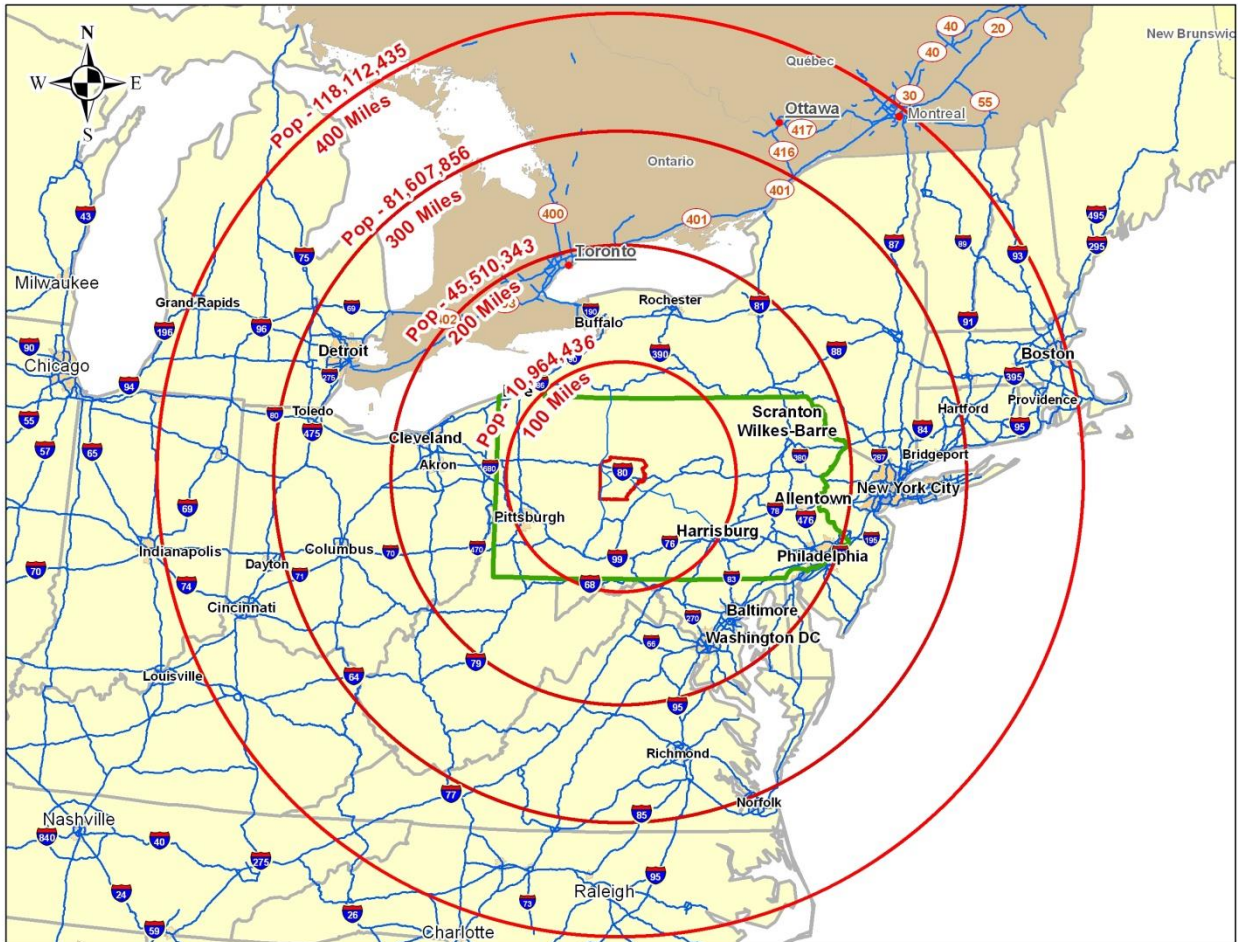 N
W E
S
Pop - 118,112,435
400 Miles
Pop - 81,607,856
300 Miles
Pop - 45,510,343
200 Miles
Pop - 10,964,436
100 Miles
40
20
40
New Brunswic
Québec
30
55
Montreal
Ottawa
417
416
Ontario
401
401
400
43
495
295
87
89
93
75
Toronto
Milwaukee
Grand Rapids
69
196
96
402
190
Buffalo
Rochester
81
91
90
Chicago
Detroit
275
94
390
88
Boston
395
Providence
80
Toledo
475
55
57
65
Cleveland
Akron
680
80
Scranton
Wilkes-Barre
380
84
Hartford
95
287
Bridgeport
New York City
69
Pittsburgh
Allentown
78
476
Harrisburg
195
Philadelphia
Indianapolis
Columbus
70
470
76
99
70
74
Dayton
71
68
83
Cincinnati
270
Baltimore
Washington DC
66
79
Louisville
64
95
Richmond
77
85
Norfolk
Nashville
840
40
275
95
Raleigh
24
73
26
59
Charlotte